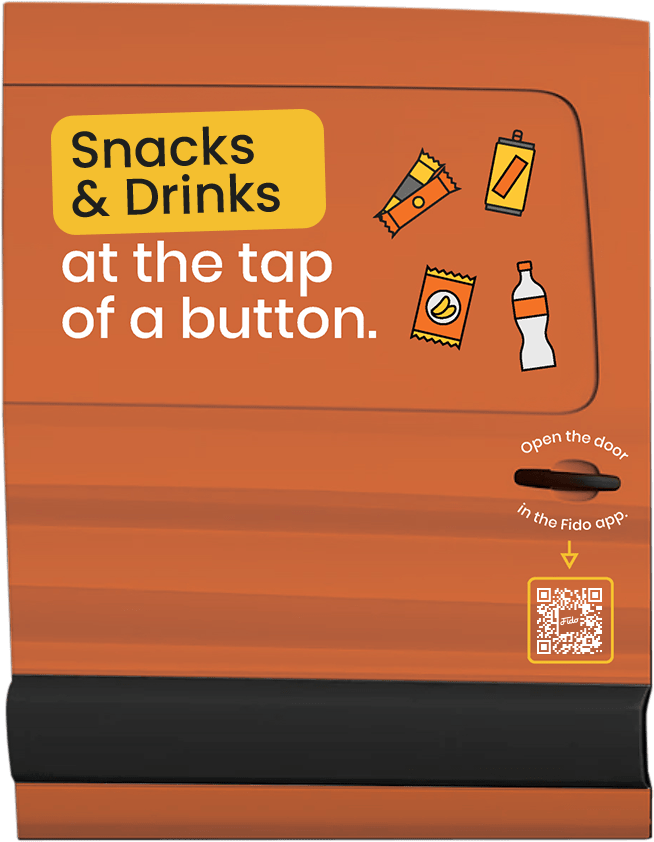 Snacks
& Drinks
at the tap
of a button.
Open the door
in the Fido app.
Fido